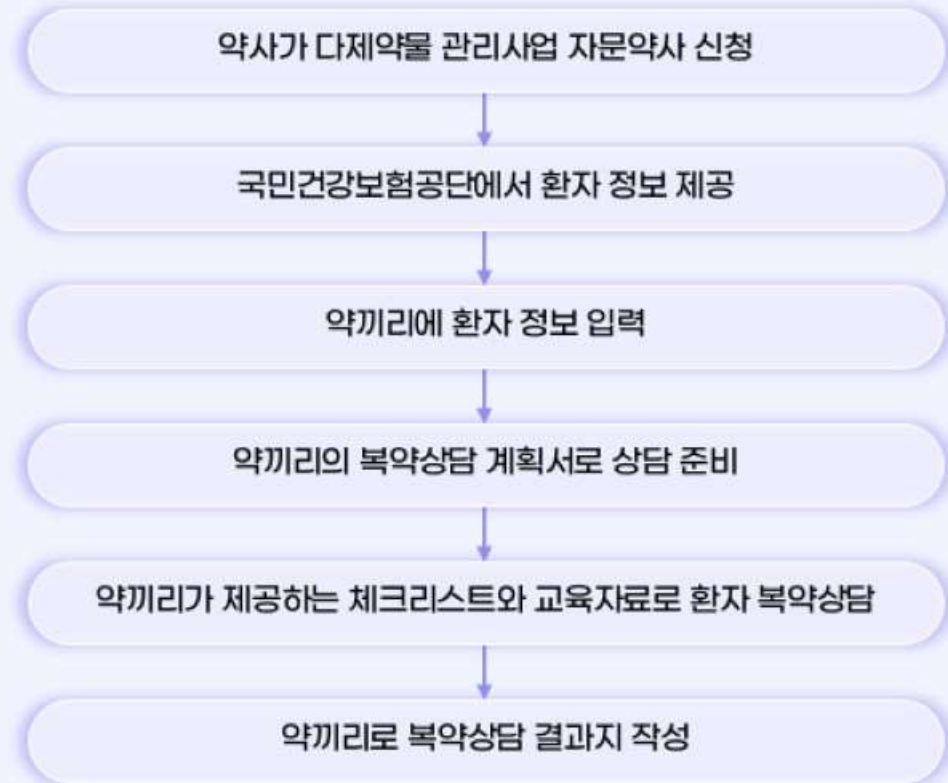 약사가 다제약물 관리사업 자문약사 신청
국민건강보험공단에서 환자 정보 제공
약끼리에 환자 정보 입력
약끼리의 복약상담 계획서로 상담 준비
약끼리가 제공하는 체크리스트와 교육자료로 환자 복약상담
약끼리로 복약상담 결과지 작성